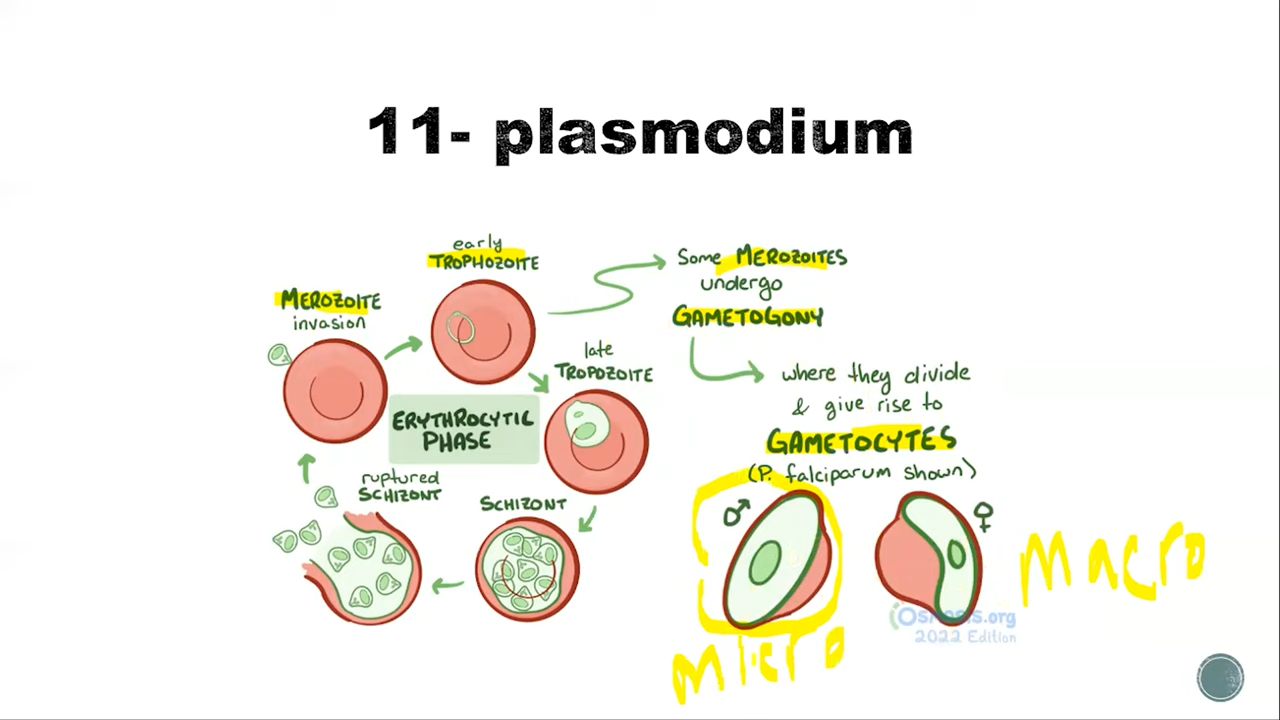 11- plasmodium
early
TROPHOZOITE
MEROZOITE
invasion
Some MEROZOITES
undergo
GAMETOGONY
late
TROPOZOITE
where they divide
& give rise to
GAMETOCYTES
(P. falciparum shown)
ERYTHROCYTIC
PHASE
ruptured
SCHIZONT
SCHIZONT
♂
♀
macro
micro
Osmosis.org
2022 Edition